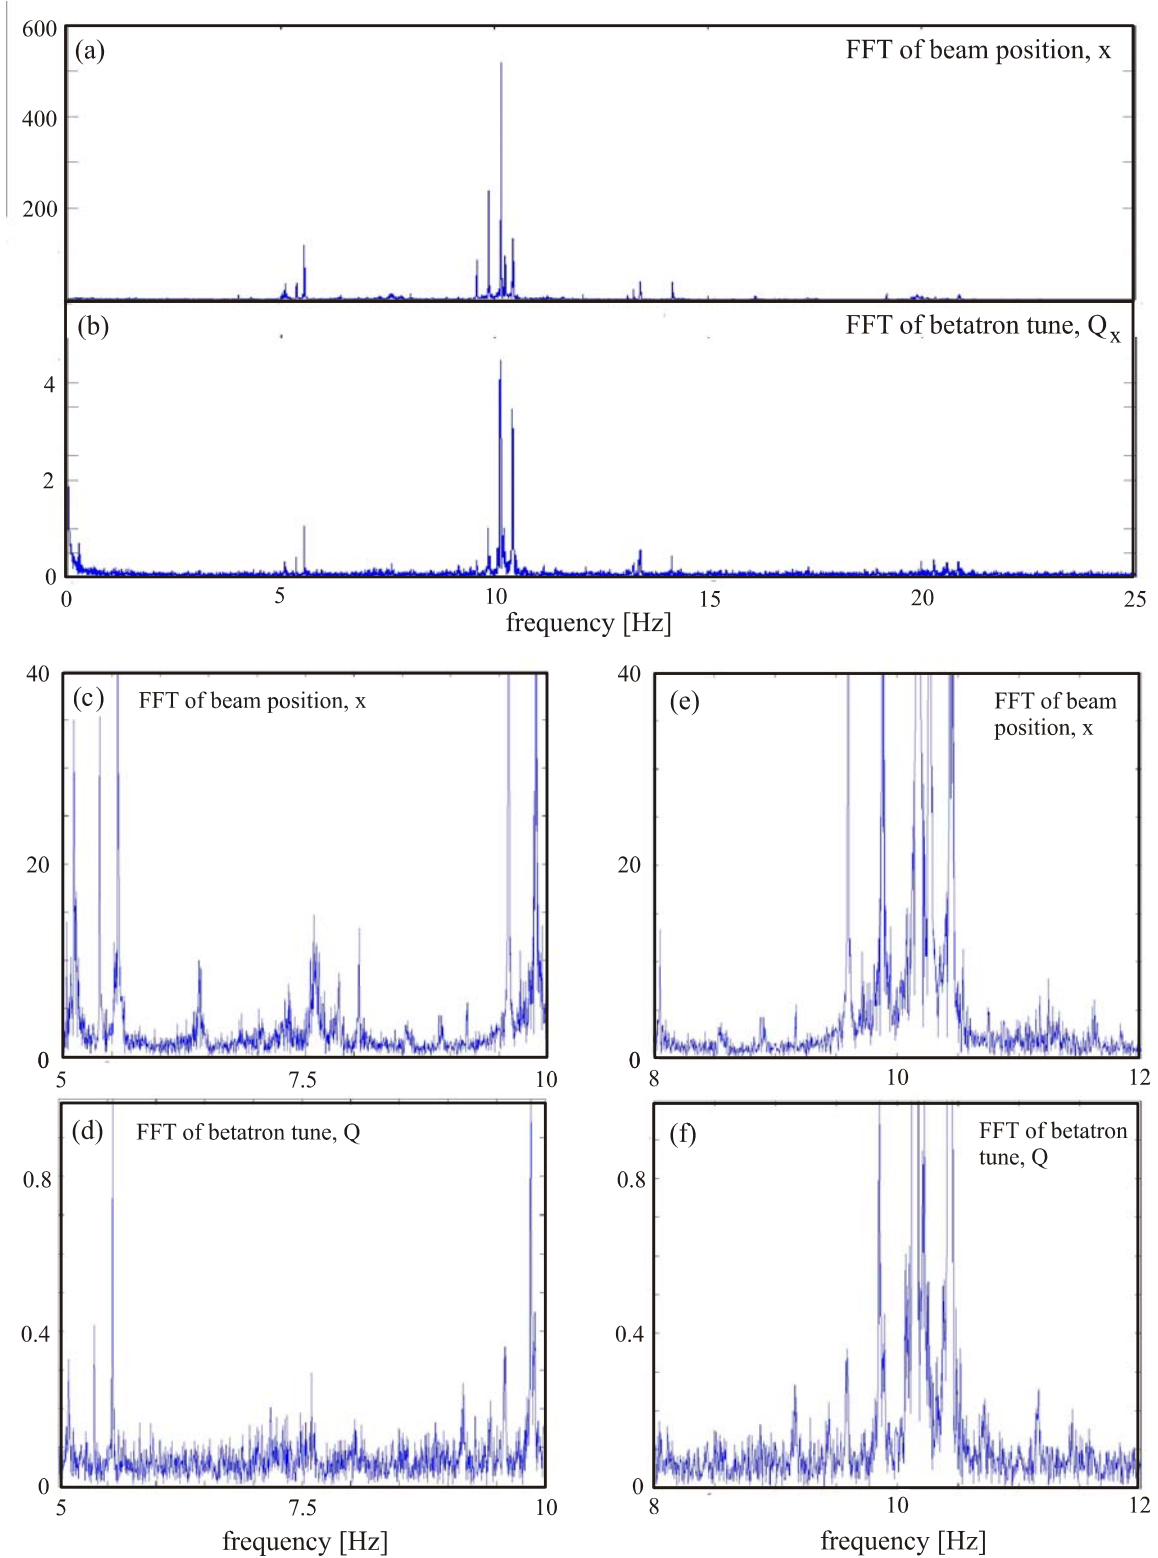 600
(a)
FFT of beam position, x
400
200
(b)
FFT of betatron tune, Qx
4
2
0
0 5 10 15 20 25
frequency [Hz]
40
(c)
FFT of beam position, x
20
0
5 7.5 10
40
(e)
FFT of beam
position, x
20
0
8 10 12
(d)
FFT of betatron tune, Q
0.8
0.4
0
5 7.5 10
frequency [Hz]
(f)
FFT of betatron
tune, Q
0.8
0.4
0
8 10 12
frequency [Hz]